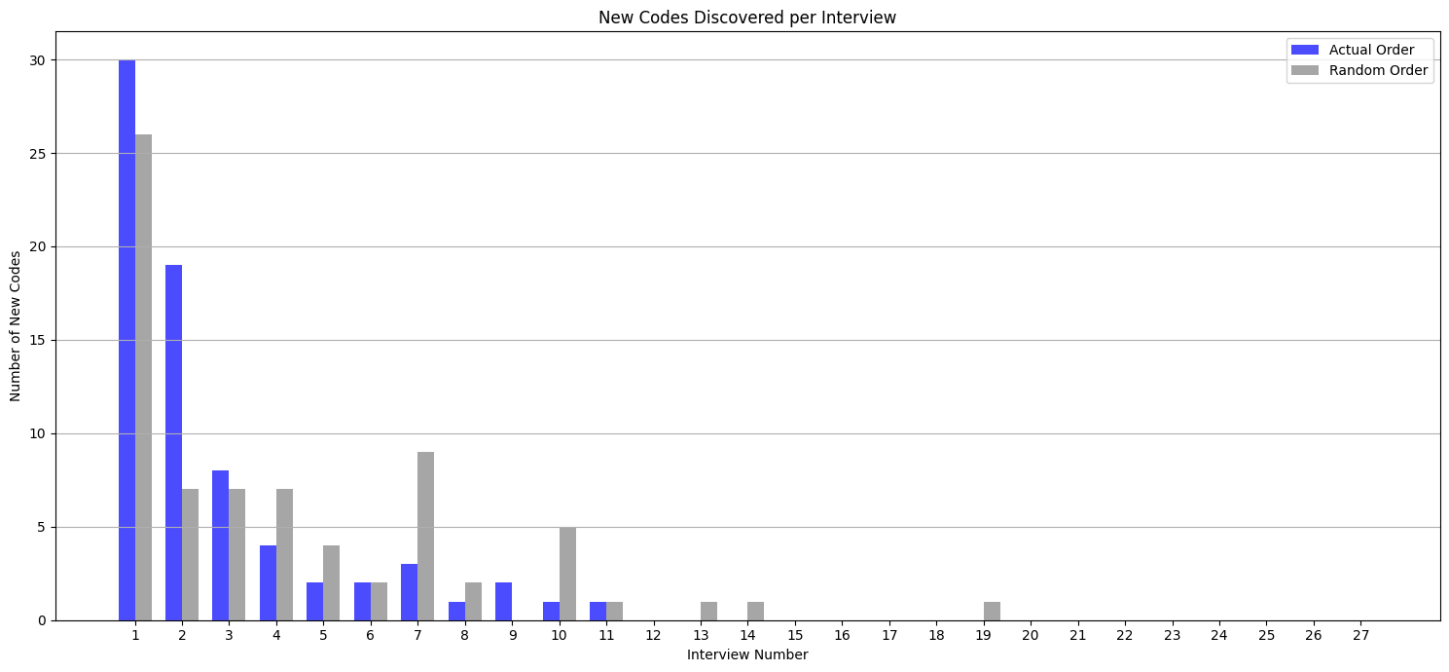 New Codes Discovered per Interview
Actual Order
Random Order
30
25
20
15
10
5
0
Number of New Codes
1 2 3 4 5 6 7 8 9 10 11 12 13 14 15 16 17 18 19 20 21 22 23 24 25 26 27
Interview Number